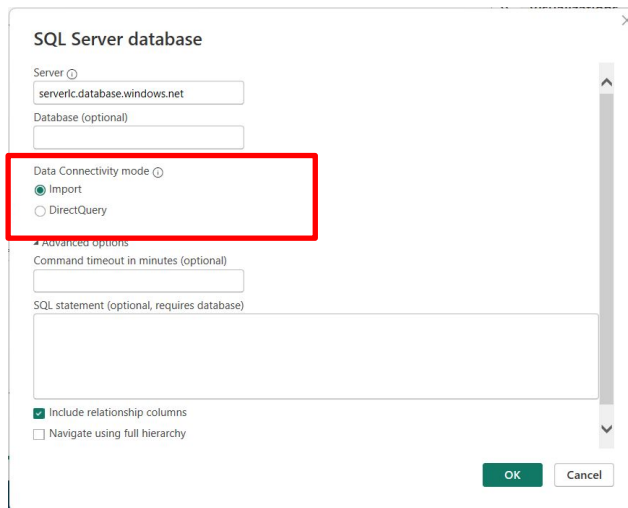 SQL Server database
Server
serverlc.database.windows.net
Database (optional)
Data Connectivity mode
Import
DirectQuery
Advanced options
Command timeout in minutes (optional)
SQL statement (optional, requires database)
Include relationship columns
Navigate using full hierarchy
OK Cancel